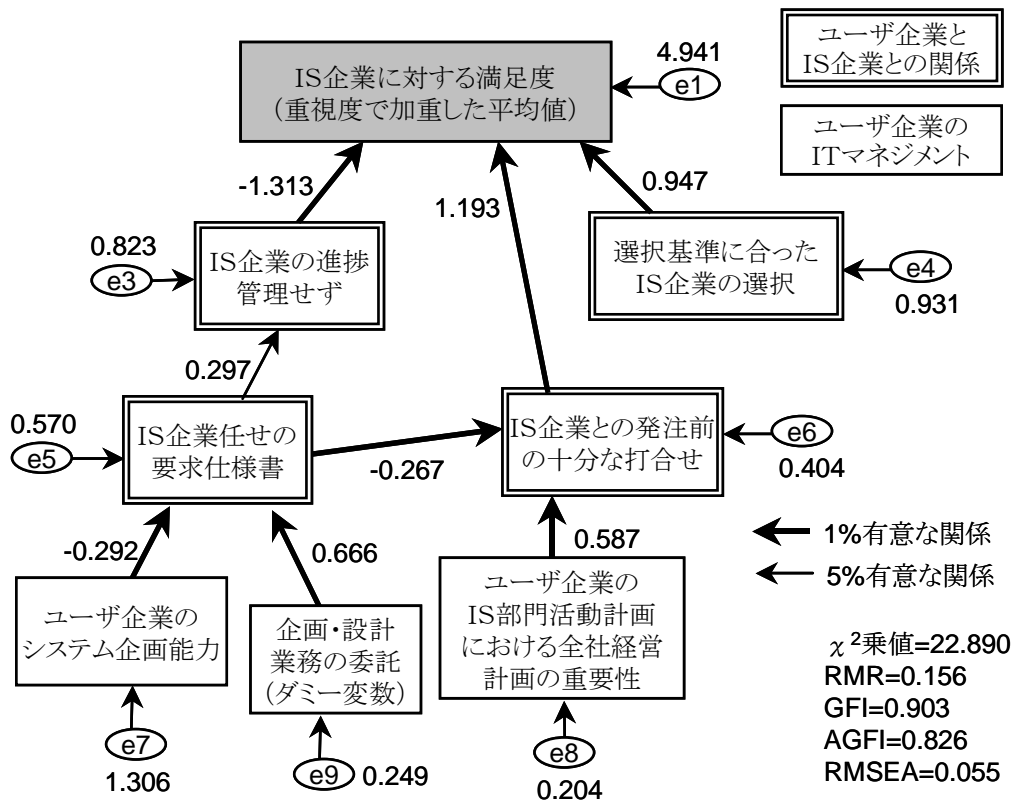 ユーザ企業と
IS企業との関係
ユーザ企業の
ITマネジメント
IS企業に対する満足度
(重視度で加重した平均値)
4.941
e1
-1.313
1.193
0.947
0.823
e3
IS企業の進捗
管理せず
選択基準に合った
IS企業の選択
e4
0.931
0.297
0.570
e5
IS企業任せの
要求仕様書
-0.267
IS企業との発注前
の十分な打合せ
e6
0.404
-0.292
0.666
0.587
1%有意な関係
5%有意な関係
ユーザ企業の
システム企画能力
企画・設計
業務の委託
(ダミー変数)
ユーザ企業の
IS部門活動計画
における全社経営
計画の重要性
e7
1.306
e9
0.249
e8
0.204
χ2乗値=22.890
RMR=0.156
GFI=0.903
AGFI=0.826
RMSEA=0.055